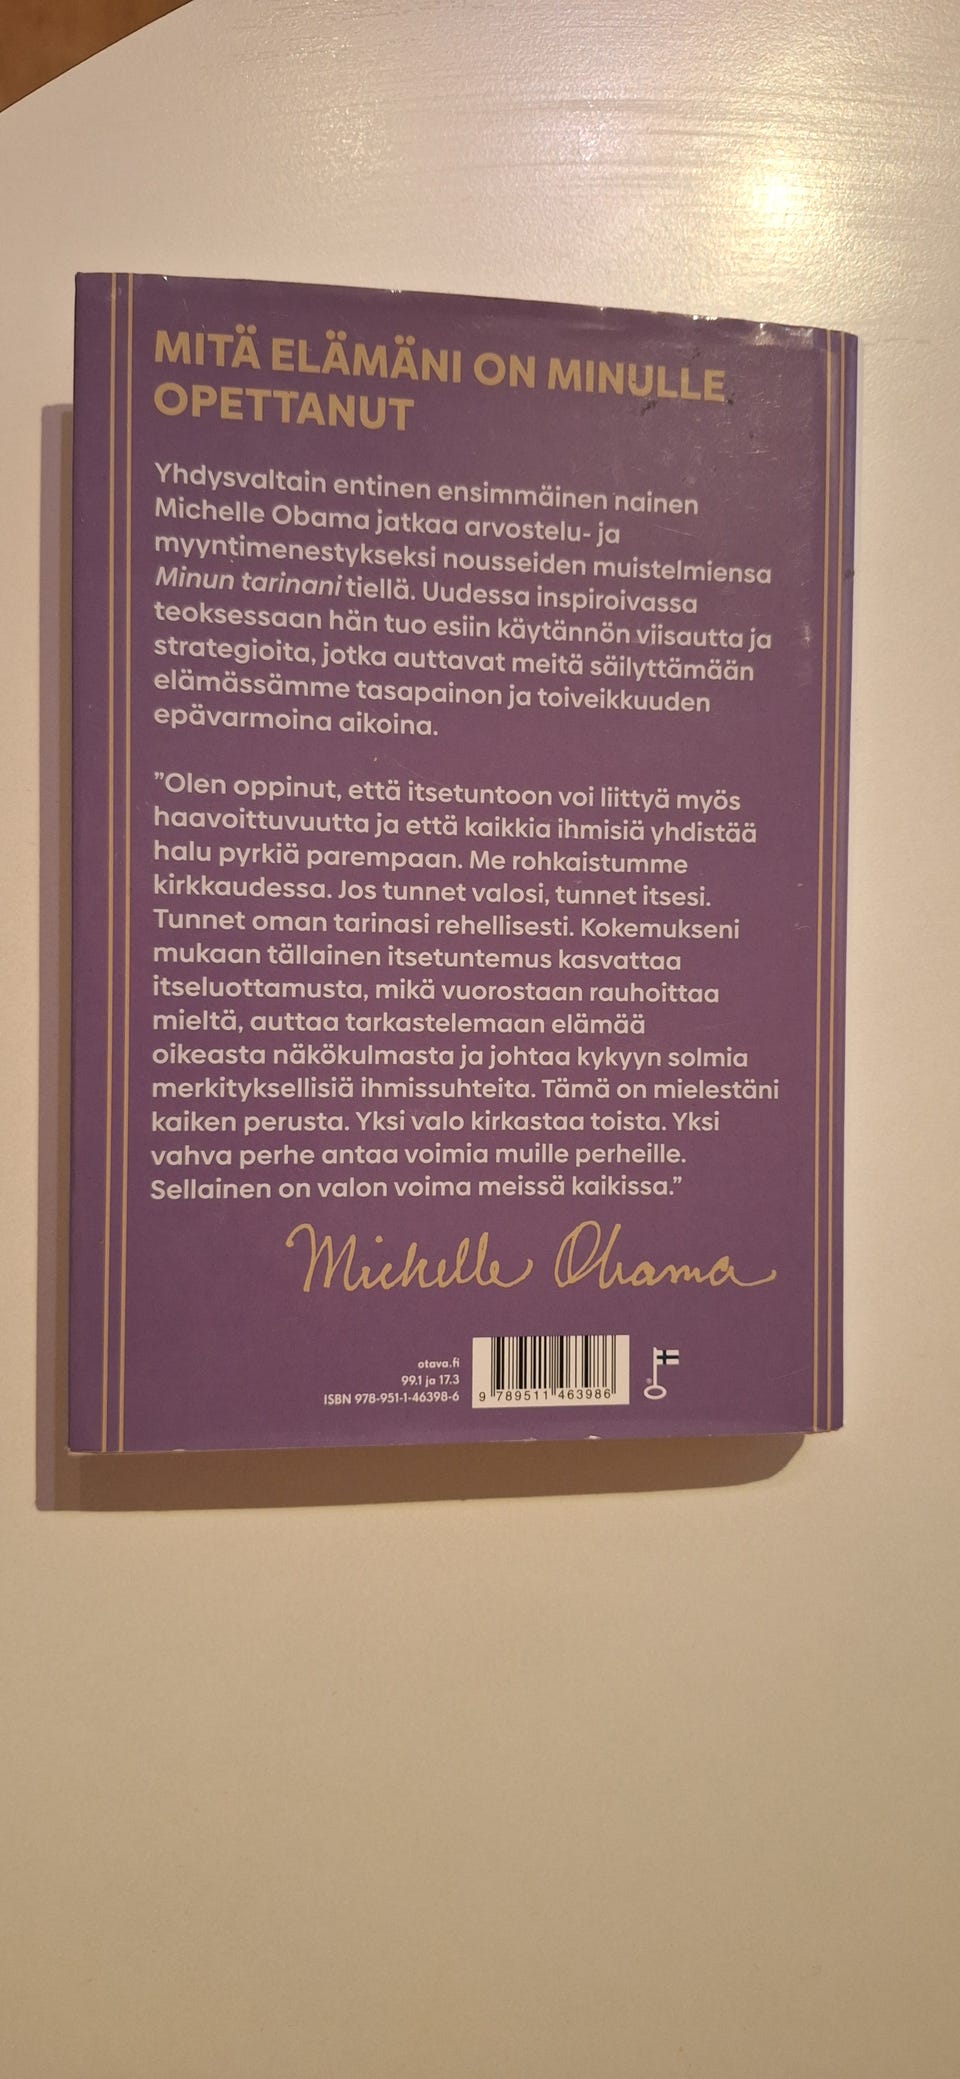 MITÄ ELÄMÄNI ON MINULLE
OPETTANUT
Yhdysvaltain entinen ensimmäinen nainen
Michelle Obama jatkaa arvostelu- ja
myyntimenestykseksi nousseiden muistelmiensa
Minun tarinani tiellä. Uudessa inspiroivassa
teoksessaan hän tuo esiin käytännön viisautta ja
strategioita, jotka auttavat meitä säilyttämään
elämässämme tasapainon ja toiveikkuuden
epävarmoina aikoina.
”Olen oppinut, että itsetuntoon voi liittyä myös
haavoittuvuutta ja että kaikkia ihmisiä yhdistää
halu pyrkiä parempaan. Me rohkaistumme
kirkkaudessa. Jos tunnet valosi, tunnet itsesi.
Tunnet oman tarinasi rehellisesti. Kokemukseni
mukaan tällainen itsetuntemus kasvattaa
itseluottamusta, mikä vuorostaan rauhoittaa
mieltä, auttaa tarkastelemaan elämää
oikeasta näkökulmasta ja johtaa kykyyn solmia
merkityksellisiä ihmissuhteita. Tämä on mielestäni
kaiken perusta. Yksi valo kirkastaa toista. Yksi
vahva perhe antaa voimia muille perheille.
Sellainen on valon voima meissä kaikissa.”
Michelle Obama
otava.fi
99.1 ja 17.3
ISBN 978-951-1-46398-6
9 789511 463986